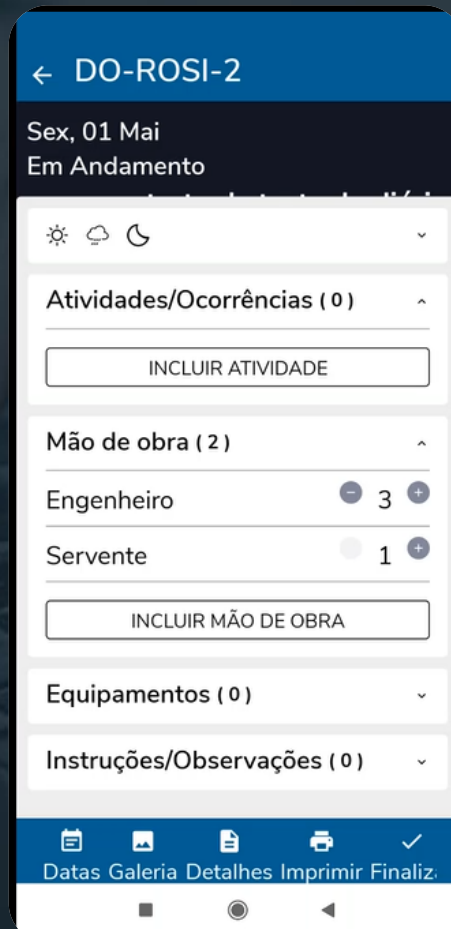 DO-ROSI-2
Sex, 01 Mai
Em Andamento
Atividades/Ocorrências ( 0 )
INCLUIR ATIVIDADE
Mão de obra ( 2 )
Engenheiro 3
Servente 1
INCLUIR MÃO DE OBRA
Equipamentos ( 0 )
Instruções/Observações ( 0 )
Datas Galeria Detalhes Imprimir Finaliza